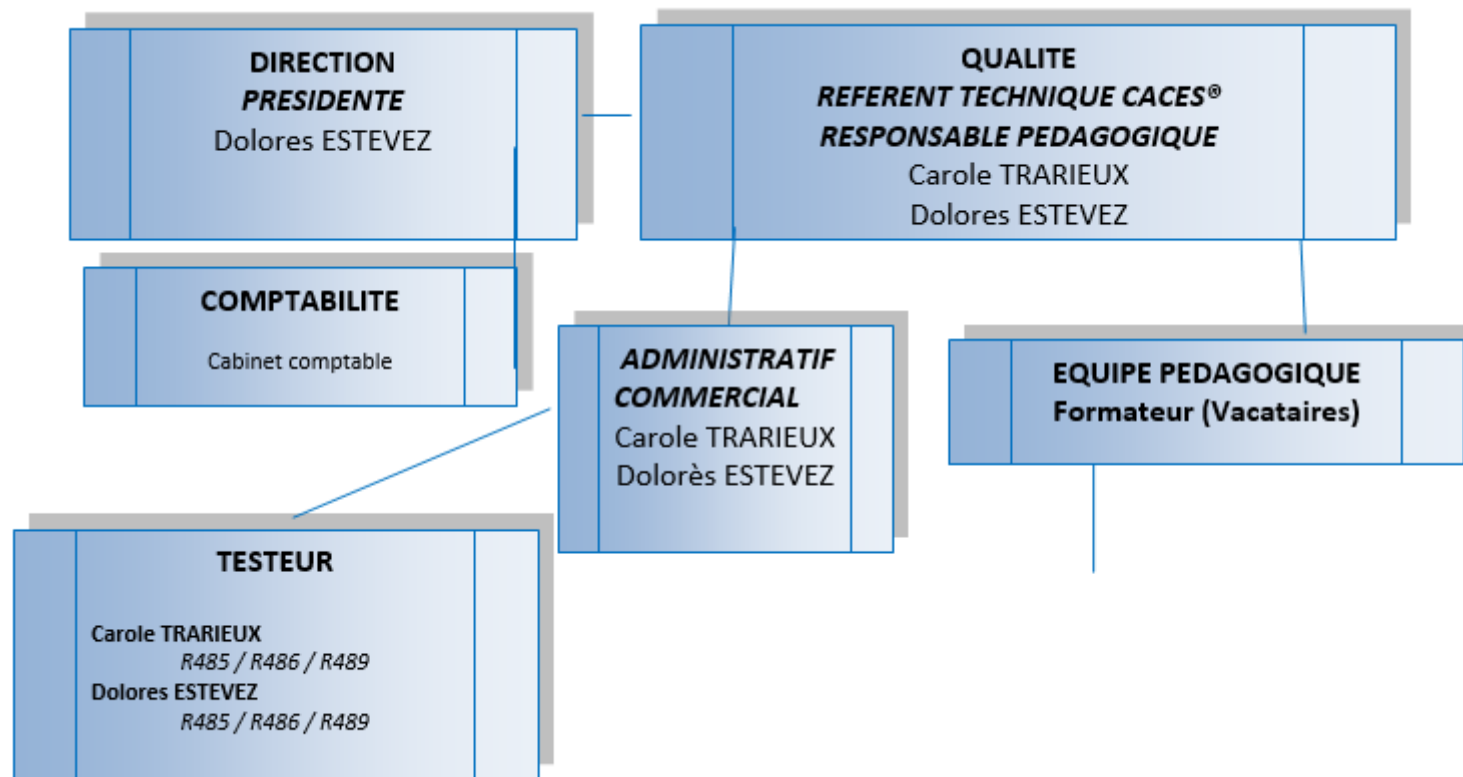 DIRECTION
PRESIDENTE
Dolores ESTEVEZ
QUALITE
REFERENT TECHNIQUE CACES®
RESPONSABLE PEDAGOGIQUE
Carole TRARIEUX
Dolores ESTEVEZ
COMPTABILITE
Cabinet comptable
ADMINISTRATIF
COMMERCIAL
Carole TRARIEUX
Dolorès ESTEVEZ
EQUIPE PEDAGOGIQUE
Formateur (Vacataires)
TESTEUR
Carole TRARIEUX
R485 / R486 / R489
Dolores ESTEVEZ
R485 / R486 / R489